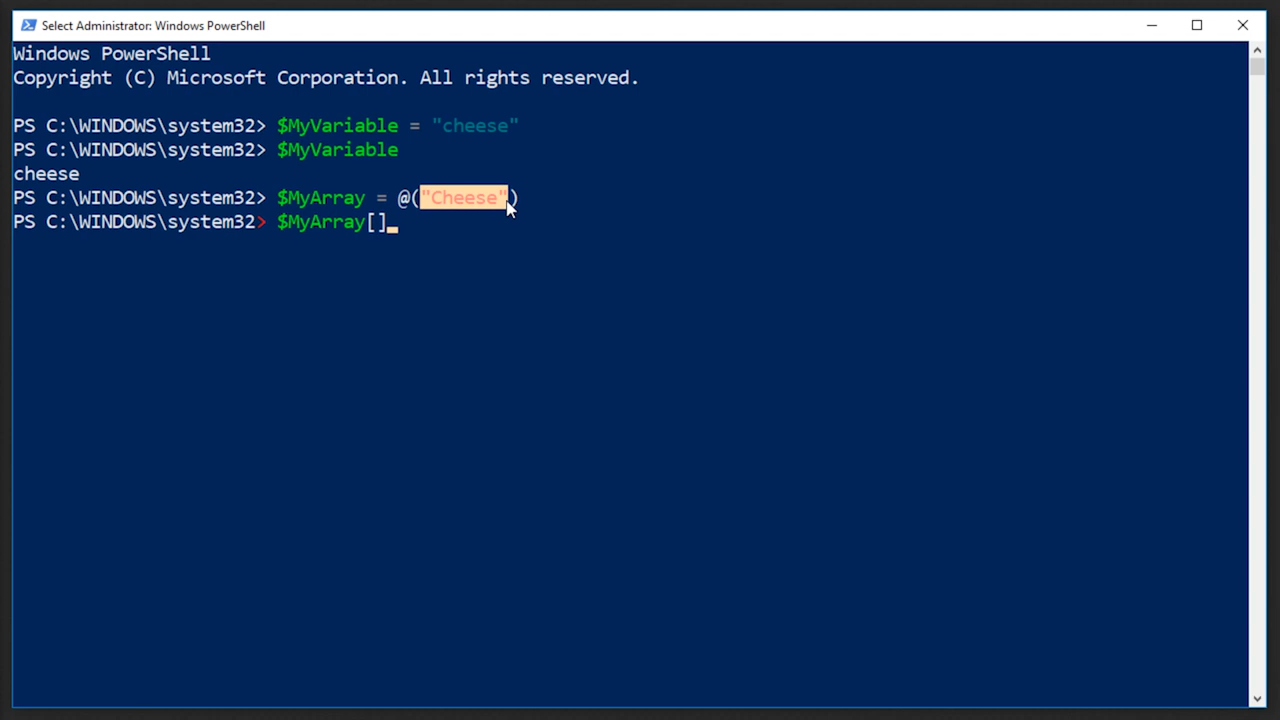 Select Administrator: Windows PowerShell
Windows PowerShell
Copyright (C) Microsoft Corporation. All rights reserved.
PS C:\WINDOWS\system32> $MyVariable = "cheese"
PS C:\WINDOWS\system32> $MyVariable
cheese
PS C:\WINDOWS\system32> $MyArray = @("Cheese")
PS C:\WINDOWS\system32> $MyArray[]